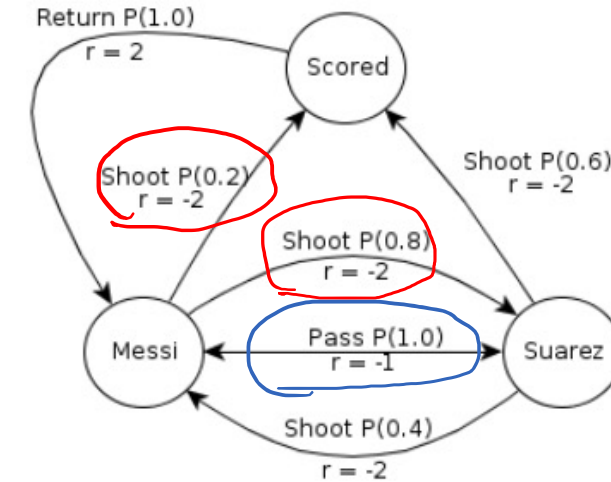 Return P(1.0)
r = 2
Scored
Shoot P(0.2)
r = -2
Shoot P(0.6)
r = -2
Shoot P(0.8)
r = -2
Messi
Pass P(1.0)
r = -1
Suarez
Shoot P(0.4)
r = -2